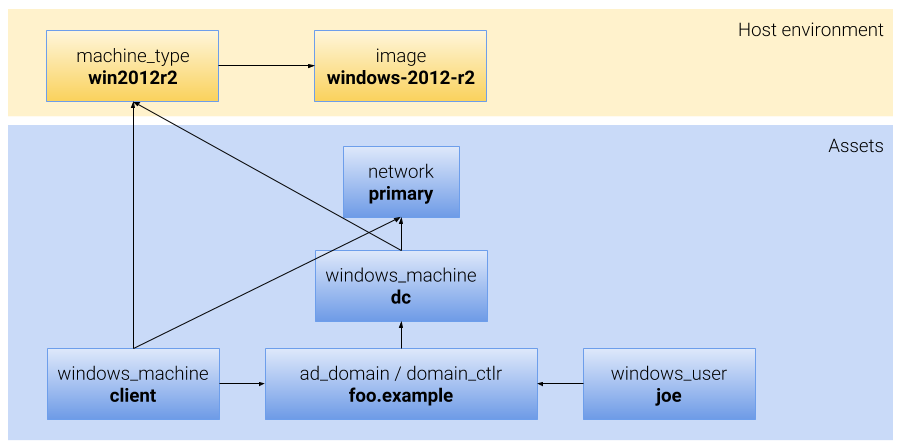 Host environment
machine_type
win2012r2
image
windows-2012-r2
Assets
network
primary
windows_machine
dc
windows_machine
client
ad_domain / domain_ctlr
foo.example
windows_user
joe